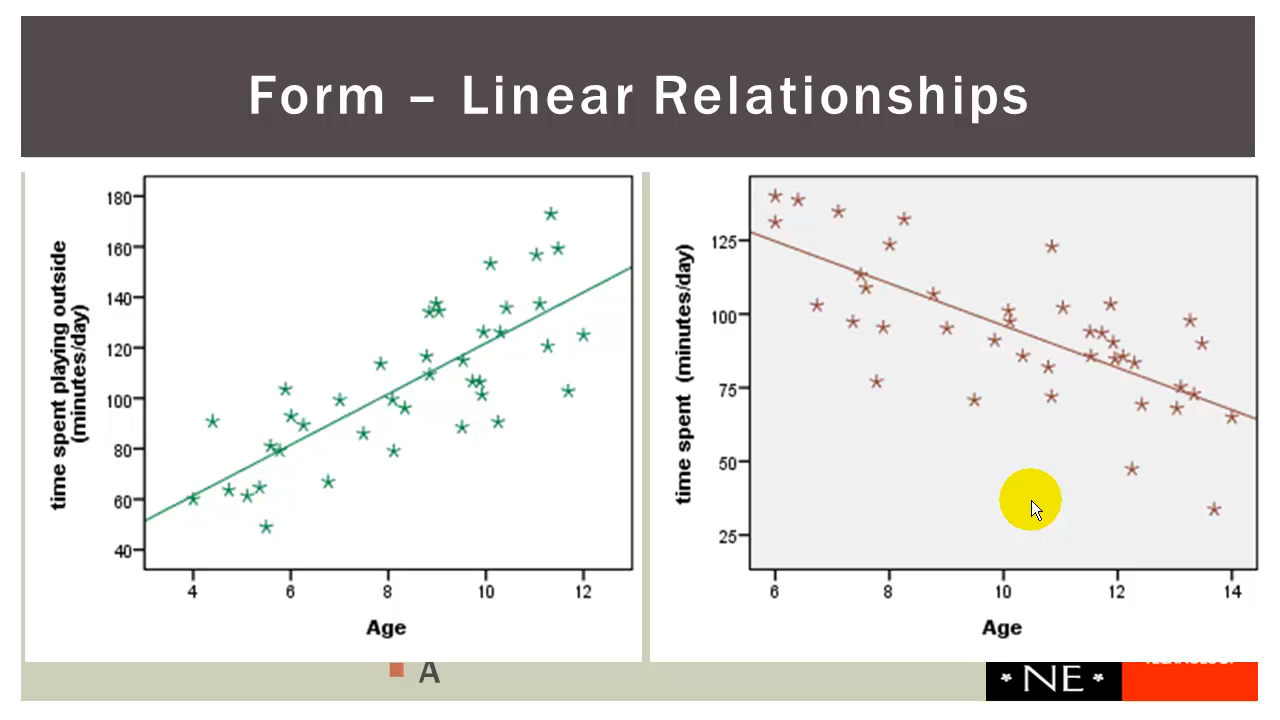 Form – Linear Relationships
time spent playing outside
(minutes/day)
180
160
140
120
100
80
60
40
4 6 8 10 12
Age
time spent (minutes/day)
125
100
75
50
25
6 8 10 12 14
Age
A
NE